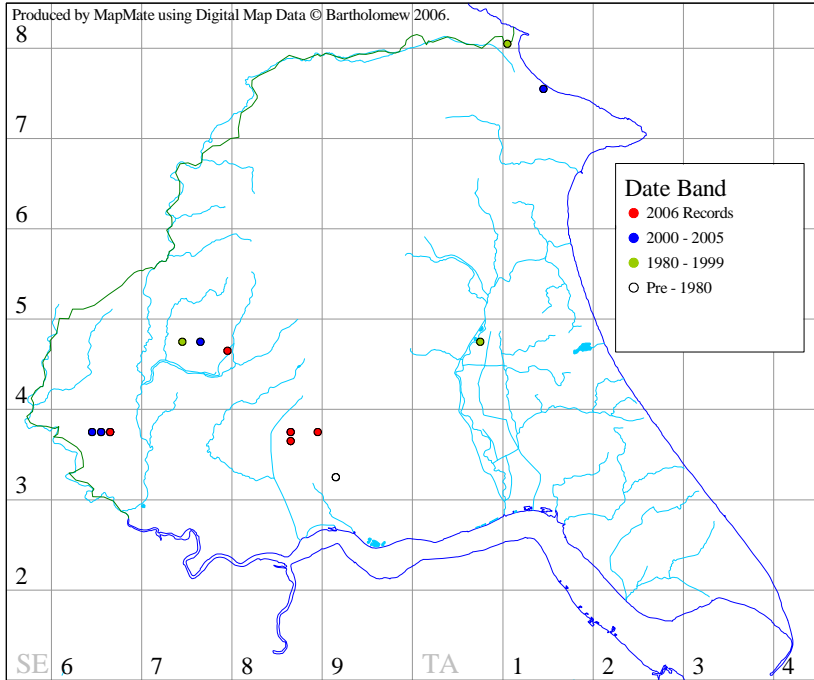 Produced by MapMate using Digital Map Data © Bartholomew 2006.
8
7
6
5
4
3
2
Date Band
2006 Records
2000 - 2005
1980 - 1999
Pre - 1980
SE 6 7 8 9 TA 1 2 3 4